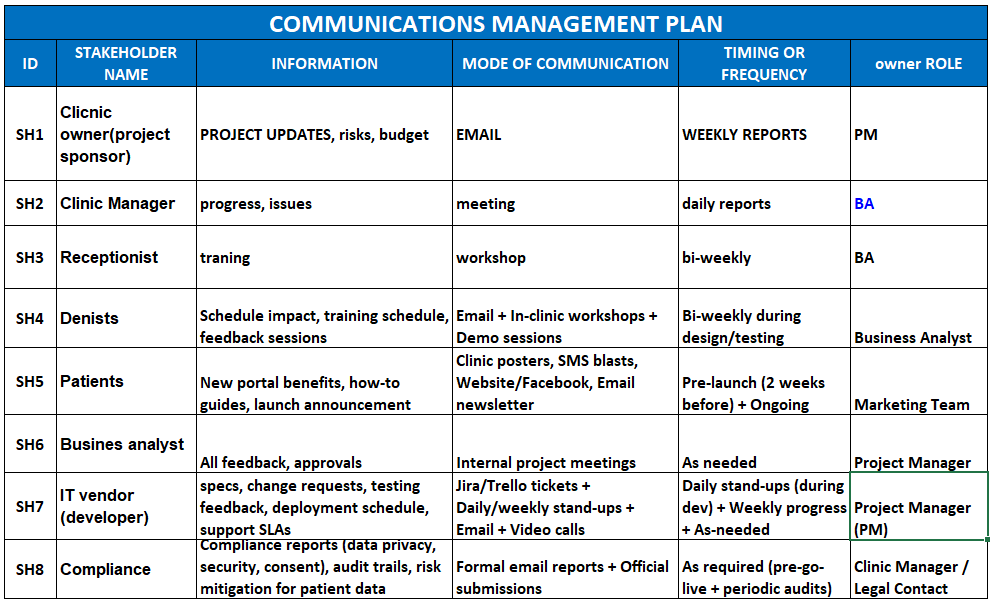 COMMUNICATIONS MANAGEMENT PLAN
ID
STAKEHOLDER
NAME
INFORMATION
MODE OF COMMUNICATION
TIMING OR
FREQUENCY
owner ROLE
SH1
Clicnic
owner(project
sponsor)
PROJECT UPDATES, risks, budget
EMAIL
WEEKLY REPORTS
PM
SH2
Clinic Manager
progress, issues
meeting
daily reports
BA
SH3
Receptionist
traning
workshop
bi-weekly
BA
SH4
Denists
Schedule impact, training schedule,
feedback sessions
Email + In-clinic workshops +
Demo sessions
Bi-weekly during
design/testing
Business Analyst
SH5
Patients
New portal benefits, how-to
guides, launch announcement
Clinic posters, SMS blasts,
Website/Facebook, Email
newsletter
Pre-launch (2 weeks
before) + Ongoing
Marketing Team
SH6
Busines analyst
All feedback, approvals
Internal project meetings
As needed
Project Manager
SH7
IT vendor
(developer)
specs, change requests, testing
feedback, deployment schedule,
support SLAs
Jira/Trello tickets +
Daily/weekly stand-ups +
Email + Video calls
Daily stand-ups (during
dev) + Weekly progress
+ As-needed
Project Manager
(PM)
SH8
Compliance
Compliance reports (data privacy,
security, consent), audit trails, risk
mitigation for patient data
Formal email reports + Official
submissions
As required (pre-go-
live + periodic audits)
Clinic Manager /
Legal Contact